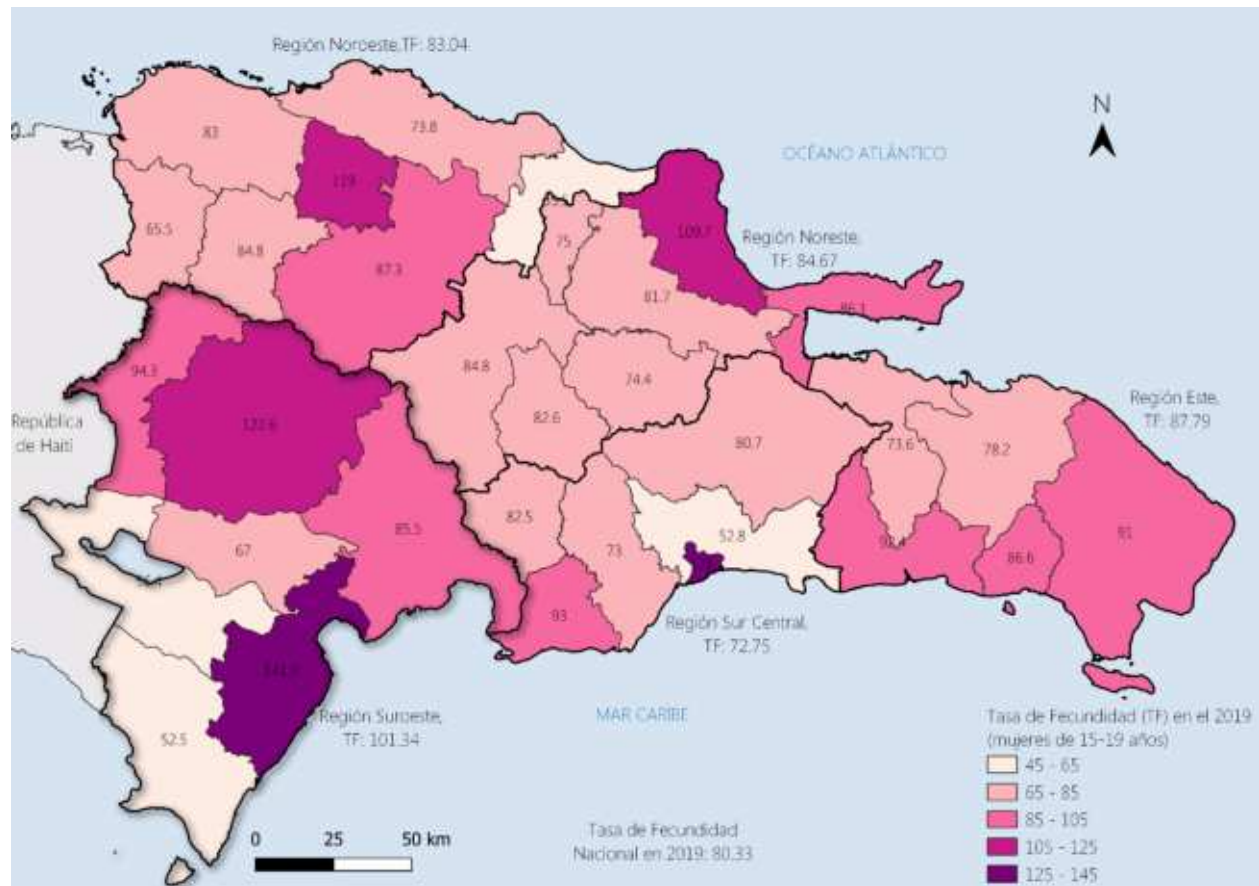 Región Noroeste,TF: 83.04
N
83
73.8
OCÉANO ATLÁNTICO
119
65.5
84.8
87.3
75
109.7
Región Noreste,
TF: 84.67
81.7
86.1
94.3
84.8
74.4
República
de Haití
122.6
82.6
80.7
73.6
78.2
Región Este,
TF: 87.79
82.5
85.5
67
73
52.8
92.4
86.6
91
93
Región Sur Central,
TF: 72.75
52.5
Región Suroeste,
TF: 101.34
MAR CARIBE
Tasa de Fecundidad (TF) en el 2019
(mujeres de 15-19 años)
45 - 65
65 - 85
85 - 105
105 - 125
125 - 145
0 25 50 km
Tasa de Fecundidad
Nacional en 2019: 80.33